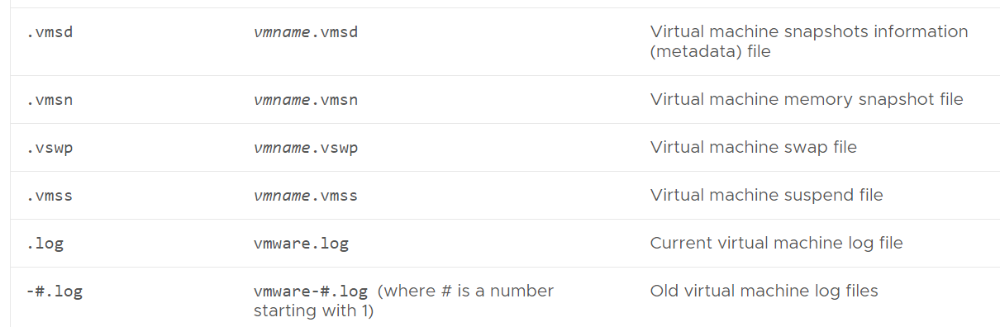 .vmsd vmname.vmsd Virtual machine snapshots information
(metadata) file
.vmsn vmname.vmsn Virtual machine memory snapshot file
.vswp vmname.vswp Virtual machine swap file
.vmss vmname.vmss Virtual machine suspend file
.log vmware.log Current virtual machine log file
-#.log vmware-#.log (where # is a number Old virtual machine log files
starting with 1)